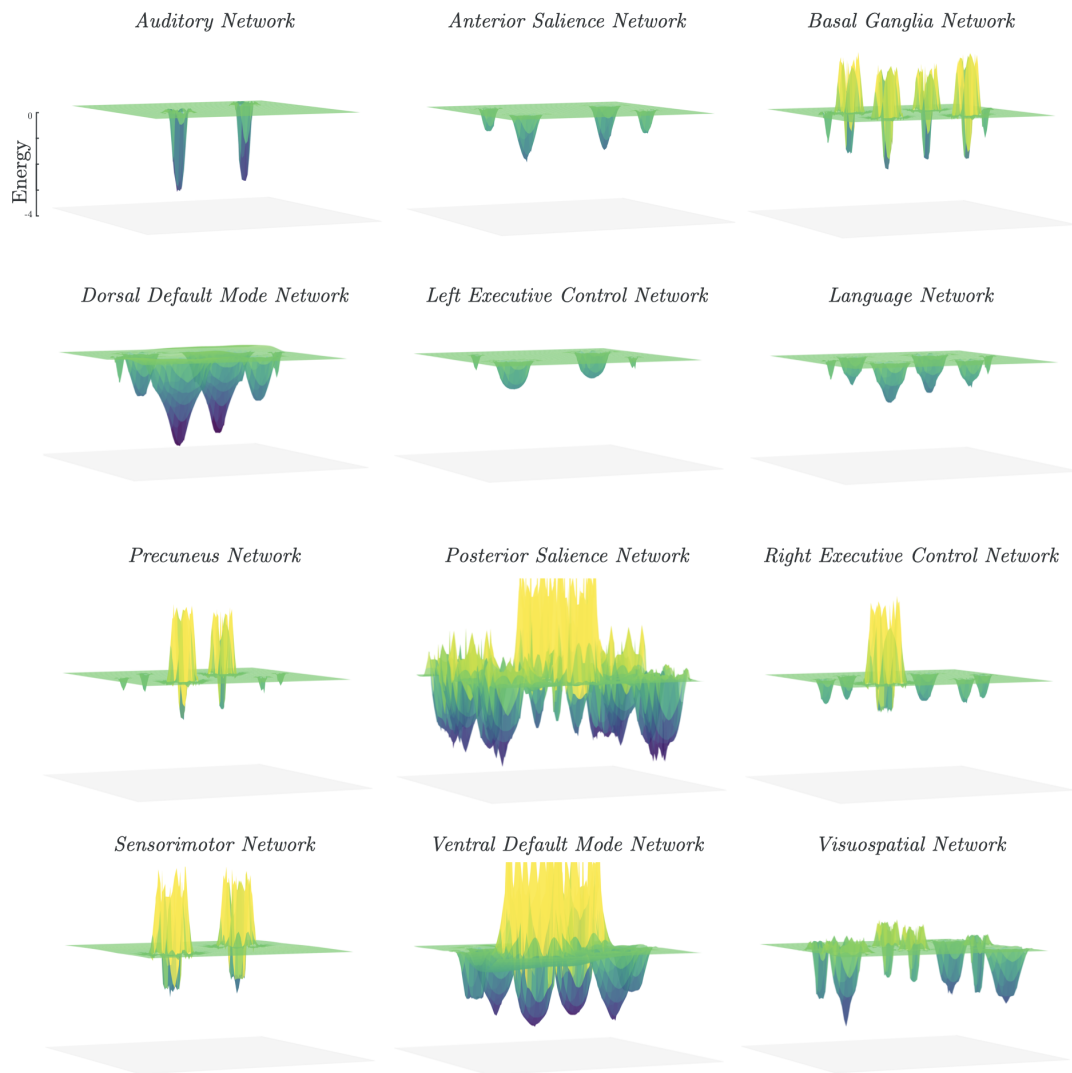 Auditory Network
Anterior Salience Network
Basal Ganglia Network
0
Energy
-4
Dorsal Default Mode Network
Left Executive Control Network
Language Network
Precuneus Network
Posterior Salience Network
Right Executive Control Network
Sensorimotor Network
Ventral Default Mode Network
Visuospatial Network